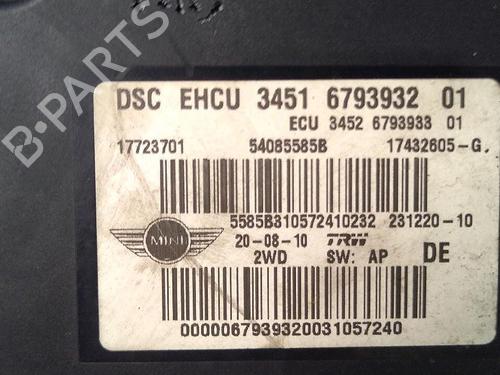 B-PARTS
DSC EHCU 3451 6793932 01
ECU 3452 6793933 01
17723701 54085585B 17432605-G.
5585B310572410232 231220-10
MINI 20-08-10 TRW DE
2WD SW: AP
0000067939320031057240